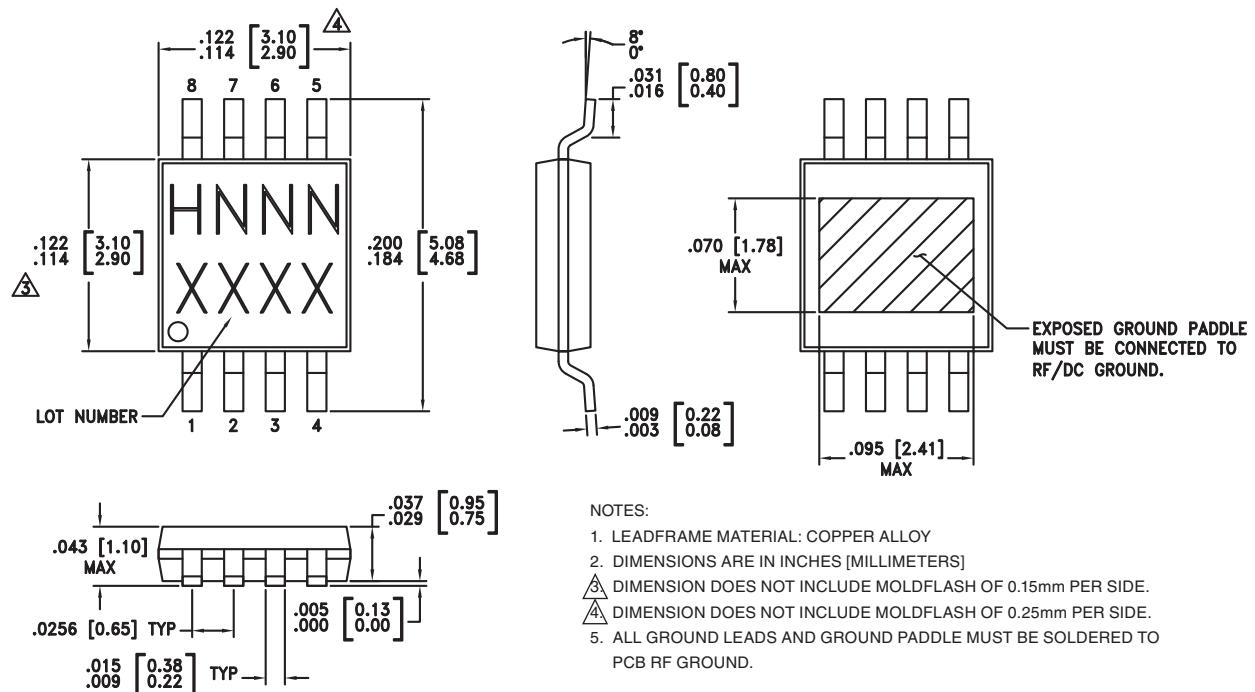 .122 [3.10]
.114 [2.90]
4
8 7 6 5
HNNN
XXXX
.122 [3.10]
.114 [2.90]
3
.200 [5.08]
.184 [4.68]
LOT NUMBER
1 2 3 4
8°
0°
.031 [0.80]
.016 [0.40]
.009 [0.22]
.003 [0.08]
.070 [1.78]
MAX
EXPOSED GROUND PADDLE
MUST BE CONNECTED TO
RF/DC GROUND.
.095 [2.41]
MAX
.043 [1.10]
MAX
.037 [0.95]
.029 [0.75]
.0256 [0.65] TYP
.005 [0.13]
.000 [0.00]
.015 [0.38]
.009 [0.22]
TYP
NOTES:
1. LEADFRAME MATERIAL: COPPER ALLOY
2. DIMENSIONS ARE IN INCHES [MILLIMETERS]
3. DIMENSION DOES NOT INCLUDE MOLDFLASH OF 0.15mm PER SIDE.
4. DIMENSION DOES NOT INCLUDE MOLDFLASH OF 0.25mm PER SIDE.
5. ALL GROUND LEADS AND GROUND PADDLE MUST BE SOLDERED TO
PCB RF GROUND.